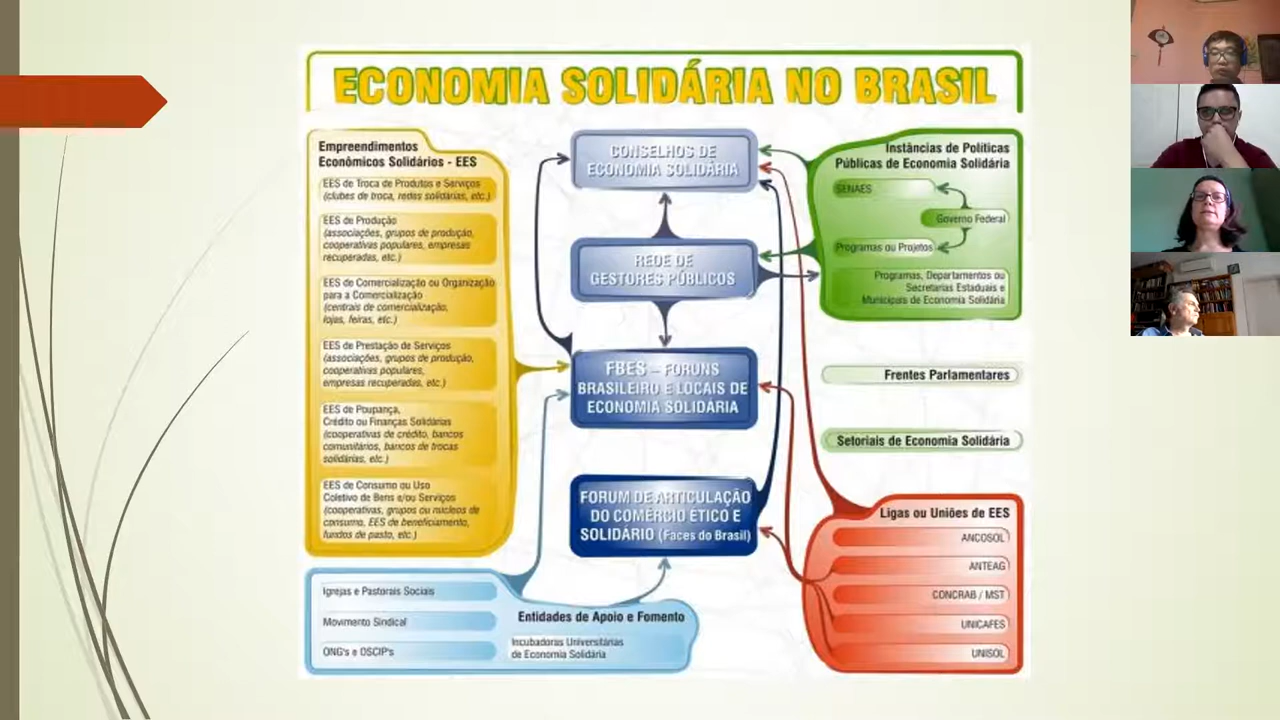 ECONOMIA SOLIDÁRIA NO BRASIL
Empreendimentos
Econômicos Solidários - EES
EES de Troca de Produtos e Serviços
(clubes de troca, redes solidárias, etc.)
EES de Produção
(associações, grupos de produção,
cooperativas populares, empresas
recuperadas, etc.)
EES de Comercialização ou Organização
para a Comercialização
(centrais de comercialização,
lojas, feiras, etc.)
EES de Prestação de Serviços
(associações, grupos de produção,
cooperativas populares,
empresas recuperadas, etc.)
EES de Poupança,
Crédito ou Finanças Solidárias
(cooperativas de crédito, bancos
comunitários, bancos de trocas
solidárias, etc.)
EES de Consumo ou Uso
Coletivo de Bens e/ou Serviços
(cooperativas, grupos ou núcleos de
consumo, EES de beneficiamento,
fundos de pasto, etc.)
CONSELHOS DE
ECONOMIA SOLIDÁRIA
REDE DE
GESTORES PÚBLICOS
FBES – FORUNS
BRASILEIRO E LOCAIS DE
ECONOMIA SOLIDARIA
FORUM DE ARTICULAÇÃO
DO COMÉRCIO ÉTICO E
SOLIDÁRIO (Faces do Brasil)
Instâncias de Políticas
Públicas de Economia Solidária
SENAES
Governo Federal
Programas ou Projetos
Programas, Departamentos ou
Secretarias Estaduais e
Municipais de Economia Solidária
Frentes Parlamentares
Setoriais de Economia Solidária
Ligas ou Uniões de EES
ANCOSOL
ANTEAG
CONCRAB / MST
UNICAFES
UNISOL
Igrejas e Pastorais Sociais
Movimento Sindical
ONG's e OSCIP's
Entidades de Apoio e Fomento
Incubadoras Universitárias
de Economia Solidária